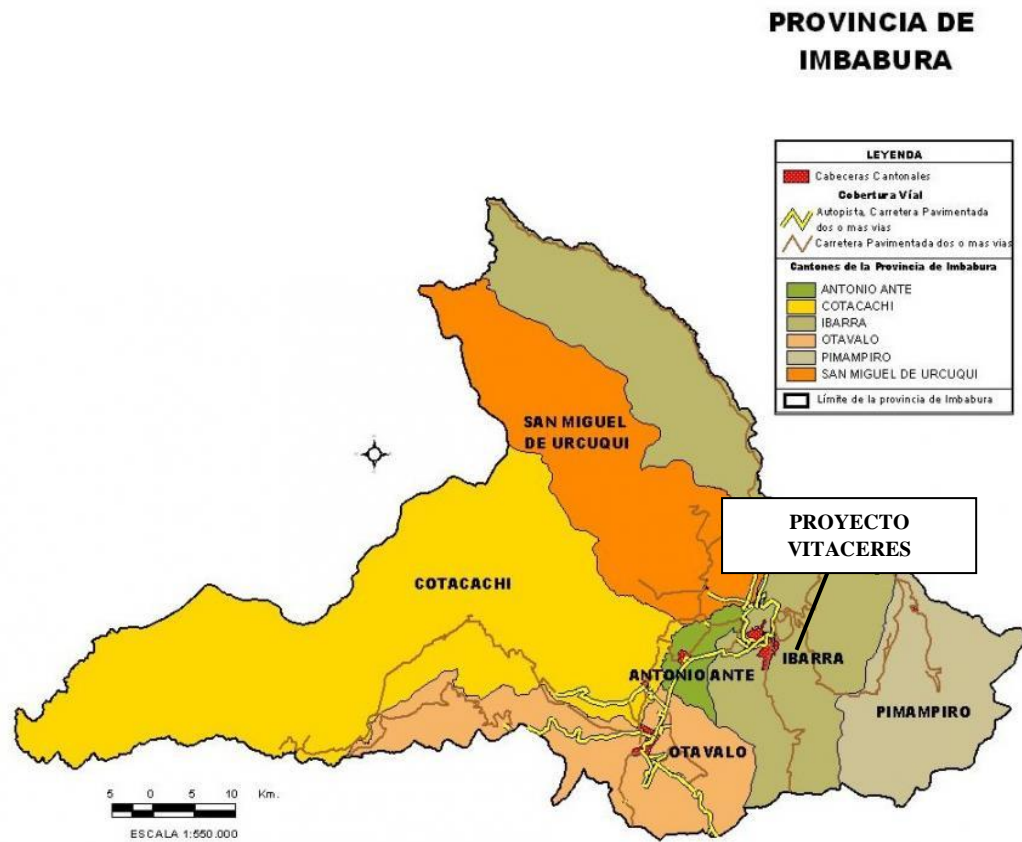 PROVINCIA DE
IMBABURA
LEYENDA
Cabeceras Cantonales
Cobertura Víal
Autopista, Carretera Pavimentada
dos o mas vias
Carretera Pavimentada dos o mas vias
Cantones de la Provincia de Imbabura
ANTONIO ANTE
COTACACHI
IBARRA
OTAVALO
PIMAMPIRO
SAN MIGUEL DE URCUQUI
Límite de la provincia de Imbabura
SAN MIGUEL
DE URCUQUI
PROYECTO
VITACERES
COTACACHI
IBARRA
ANTONIO ANTE
PIMAMPIRO
OTAVALO
5 0 5 10 Km.
ESCALA 1:550.000